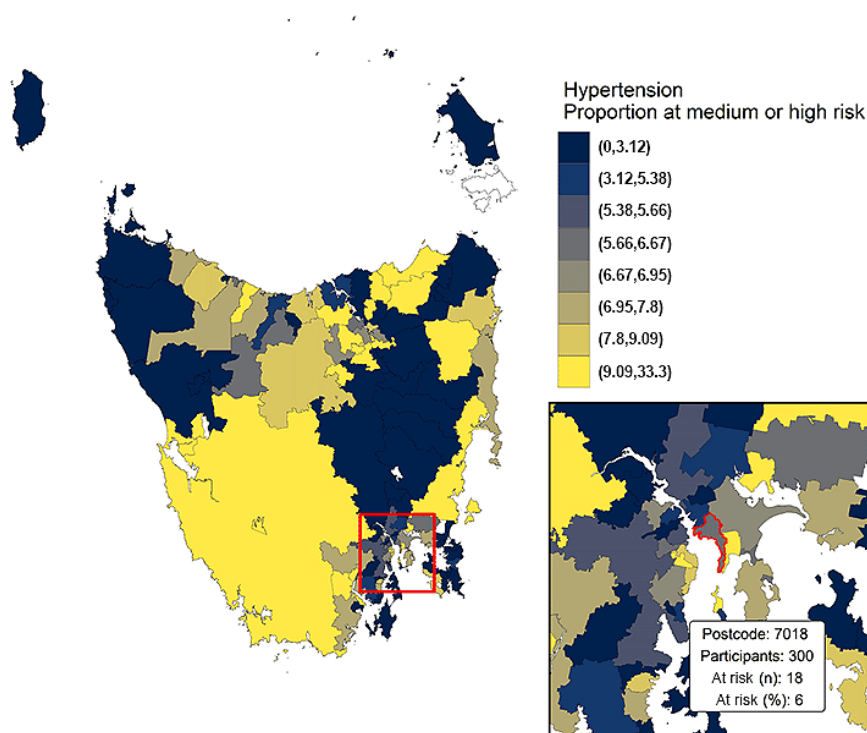 Hypertension
Proportion at medium or high risk
(0,3.12)
(3.12,5.38)
(5.38,5.66)
(5.66,6.67)
(6.67,6.95)
(6.95,7.8)
(7.8,9.09)
(9.09,33.3)
Postcode: 7018
Participants: 300
At risk (n): 18
At risk (%): 6